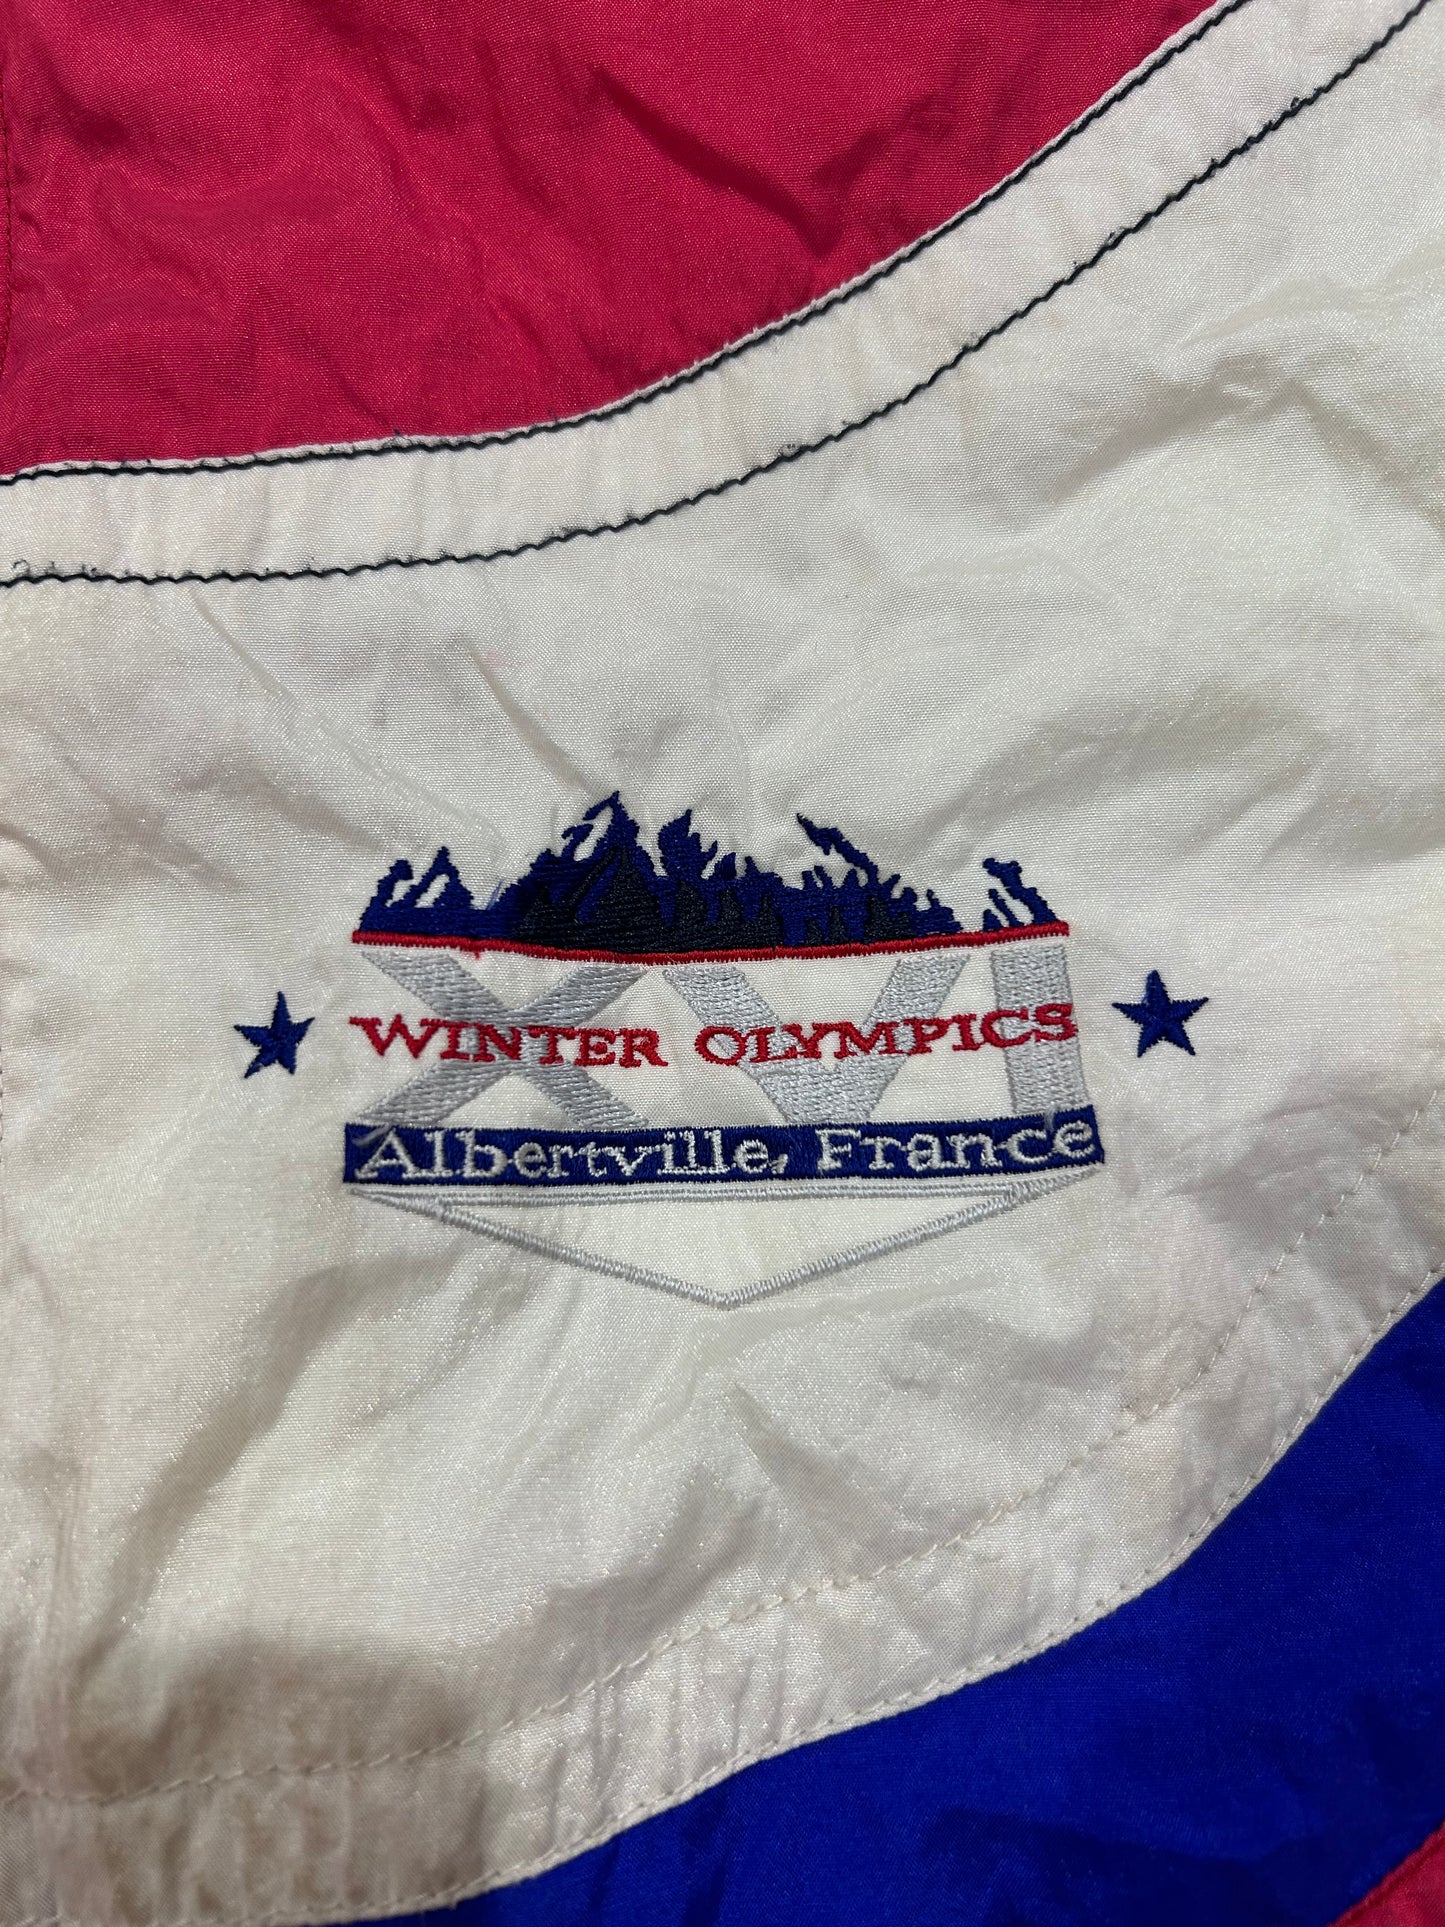 XVI
WINTER OLYMPICS
Albertville, France